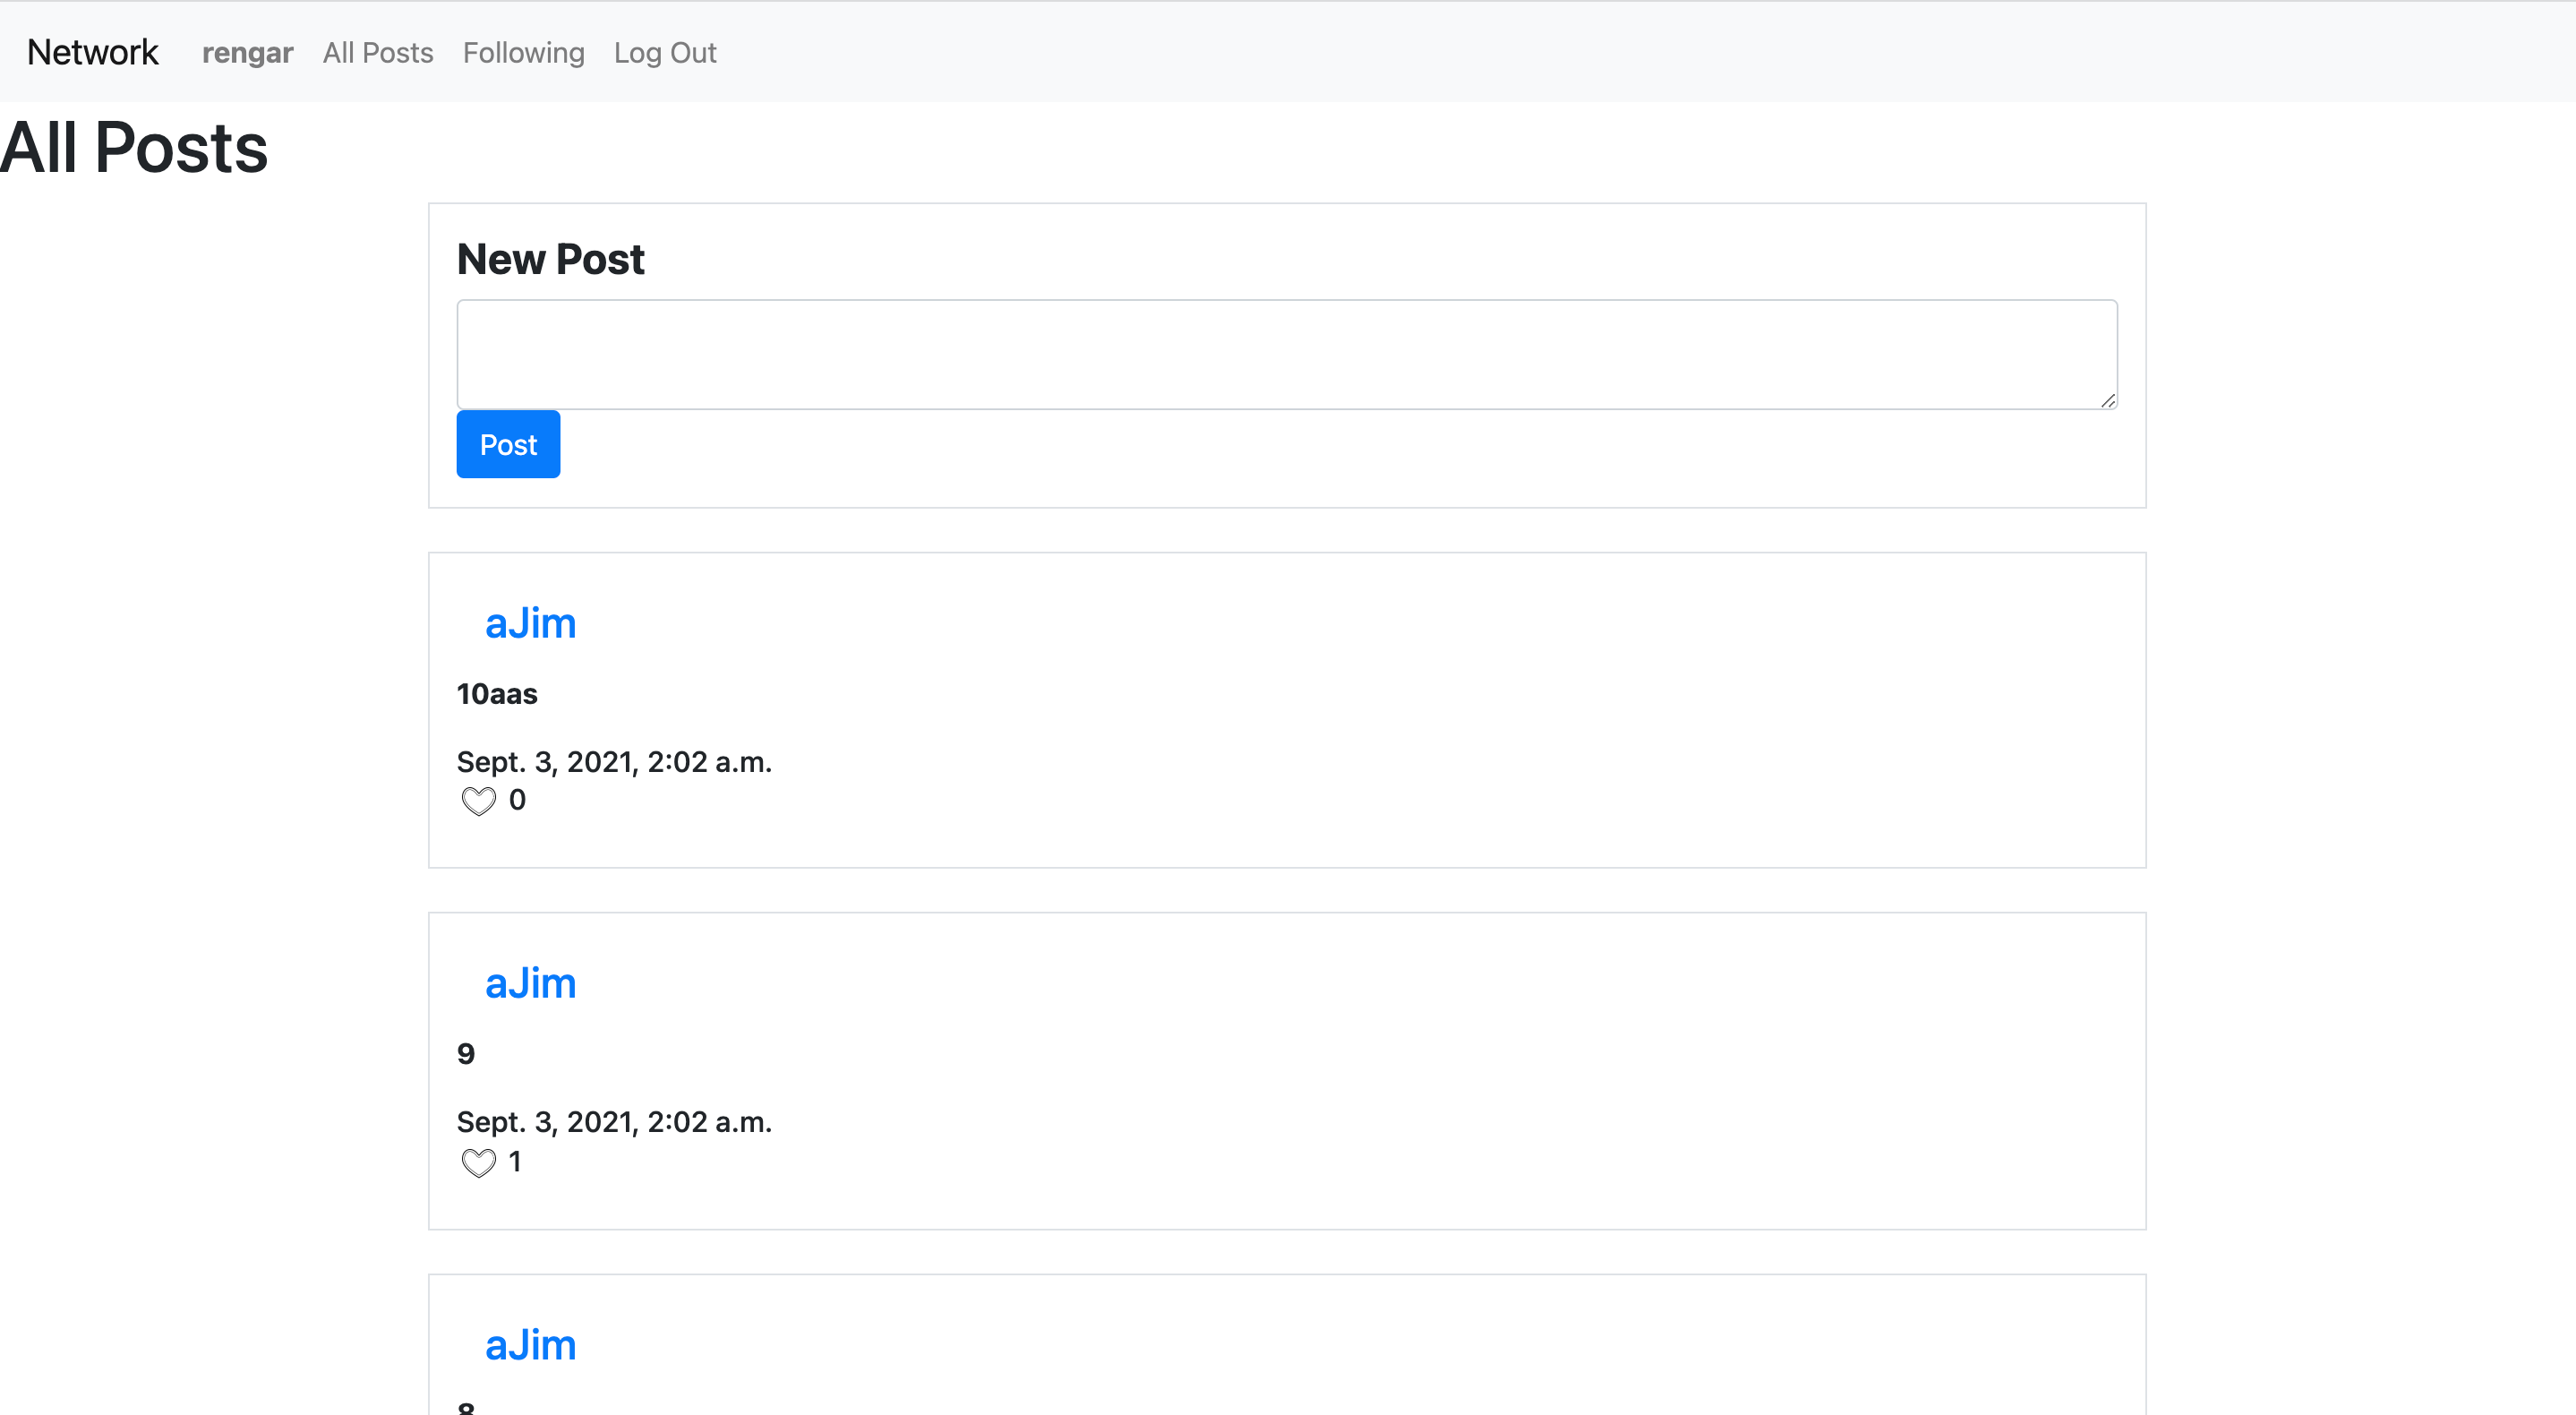 Network rengar All Posts Following Log Out
All Posts
New Post
Post
aJim
10aas
Sept. 3, 2021, 2:02 a.m.
0
aJim
9
Sept. 3, 2021, 2:02 a.m.
1
aJim
8